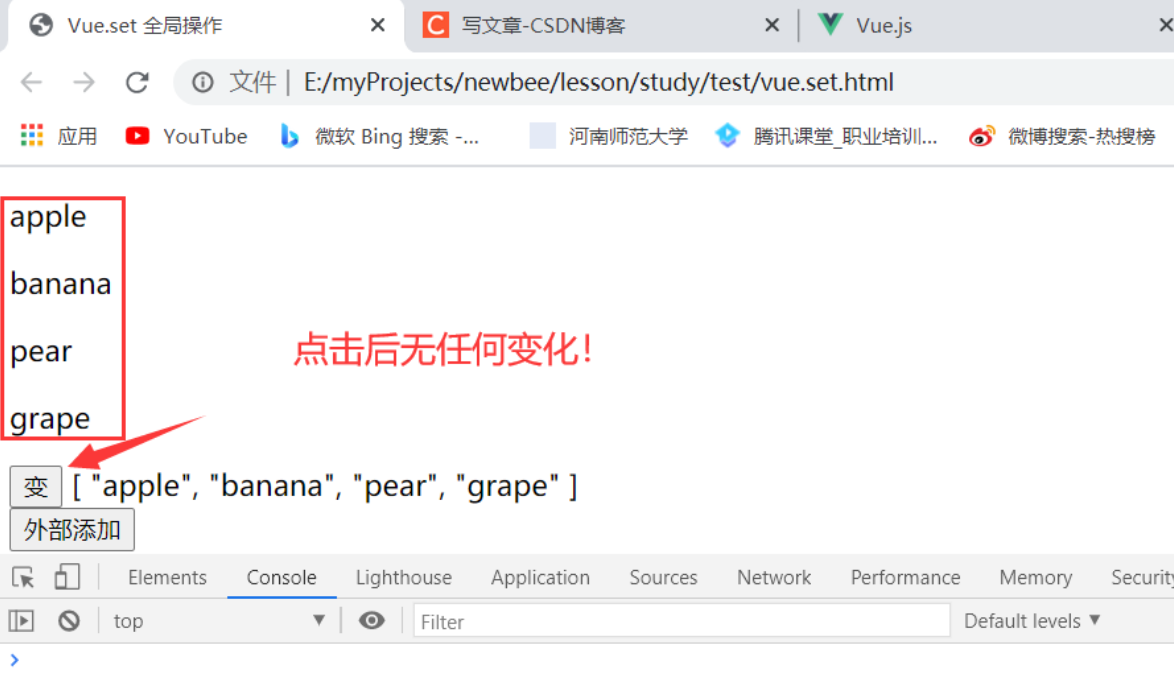 Vue.set 全局操作
写文章-CSDN博客
Vue.js
文件 | E:/myProjects/newbee/lesson/study/test/vue.set.html
应用 YouTube 微软 Bing 搜索 -... 河南师范大学 腾讯课堂_职业培训... 微博搜索-热搜榜
apple
banana
点击后无任何变化！
pear
grape
变 [ "apple", "banana", "pear", "grape" ]
外部添加
Elements Console Lighthouse Application Sources Network Performance Memory Security
top Filter Default levels